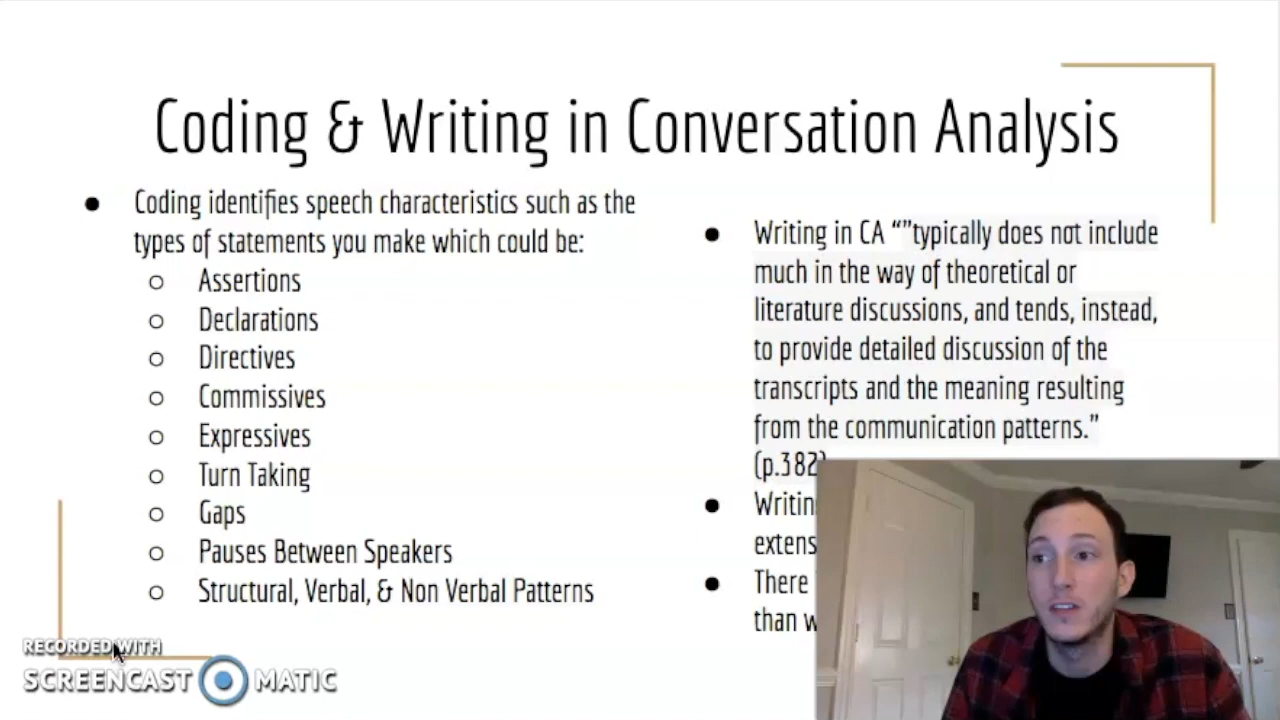 Coding & Writing in Conversation Analysis
● Coding identifies speech characteristics such as the
types of statements you make which could be:
○ Assertions
○ Declarations
○ Directives
○ Commissives
○ Expressives
○ Turn Taking
○ Gaps
○ Pauses Between Speakers
○ Structural, Verbal, & Non Verbal Patterns
● Writing in CA “”typically does not include
much in the way of theoretical or
literature discussions, and tends, instead,
to provide detailed discussion of the
transcripts and the meaning resulting
from the communication patterns.”
(p.382)
●
● There
than
RECORDED WITH
SCREENCAST MATIC